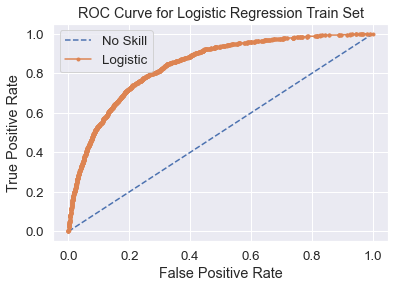 ROC Curve for Logistic Regression Train Set
1.0
0.8
0.6
0.4
0.2
0.0
True Positive Rate
No Skill
Logistic
0.0 0.2 0.4 0.6 0.8 1.0
False Positive Rate